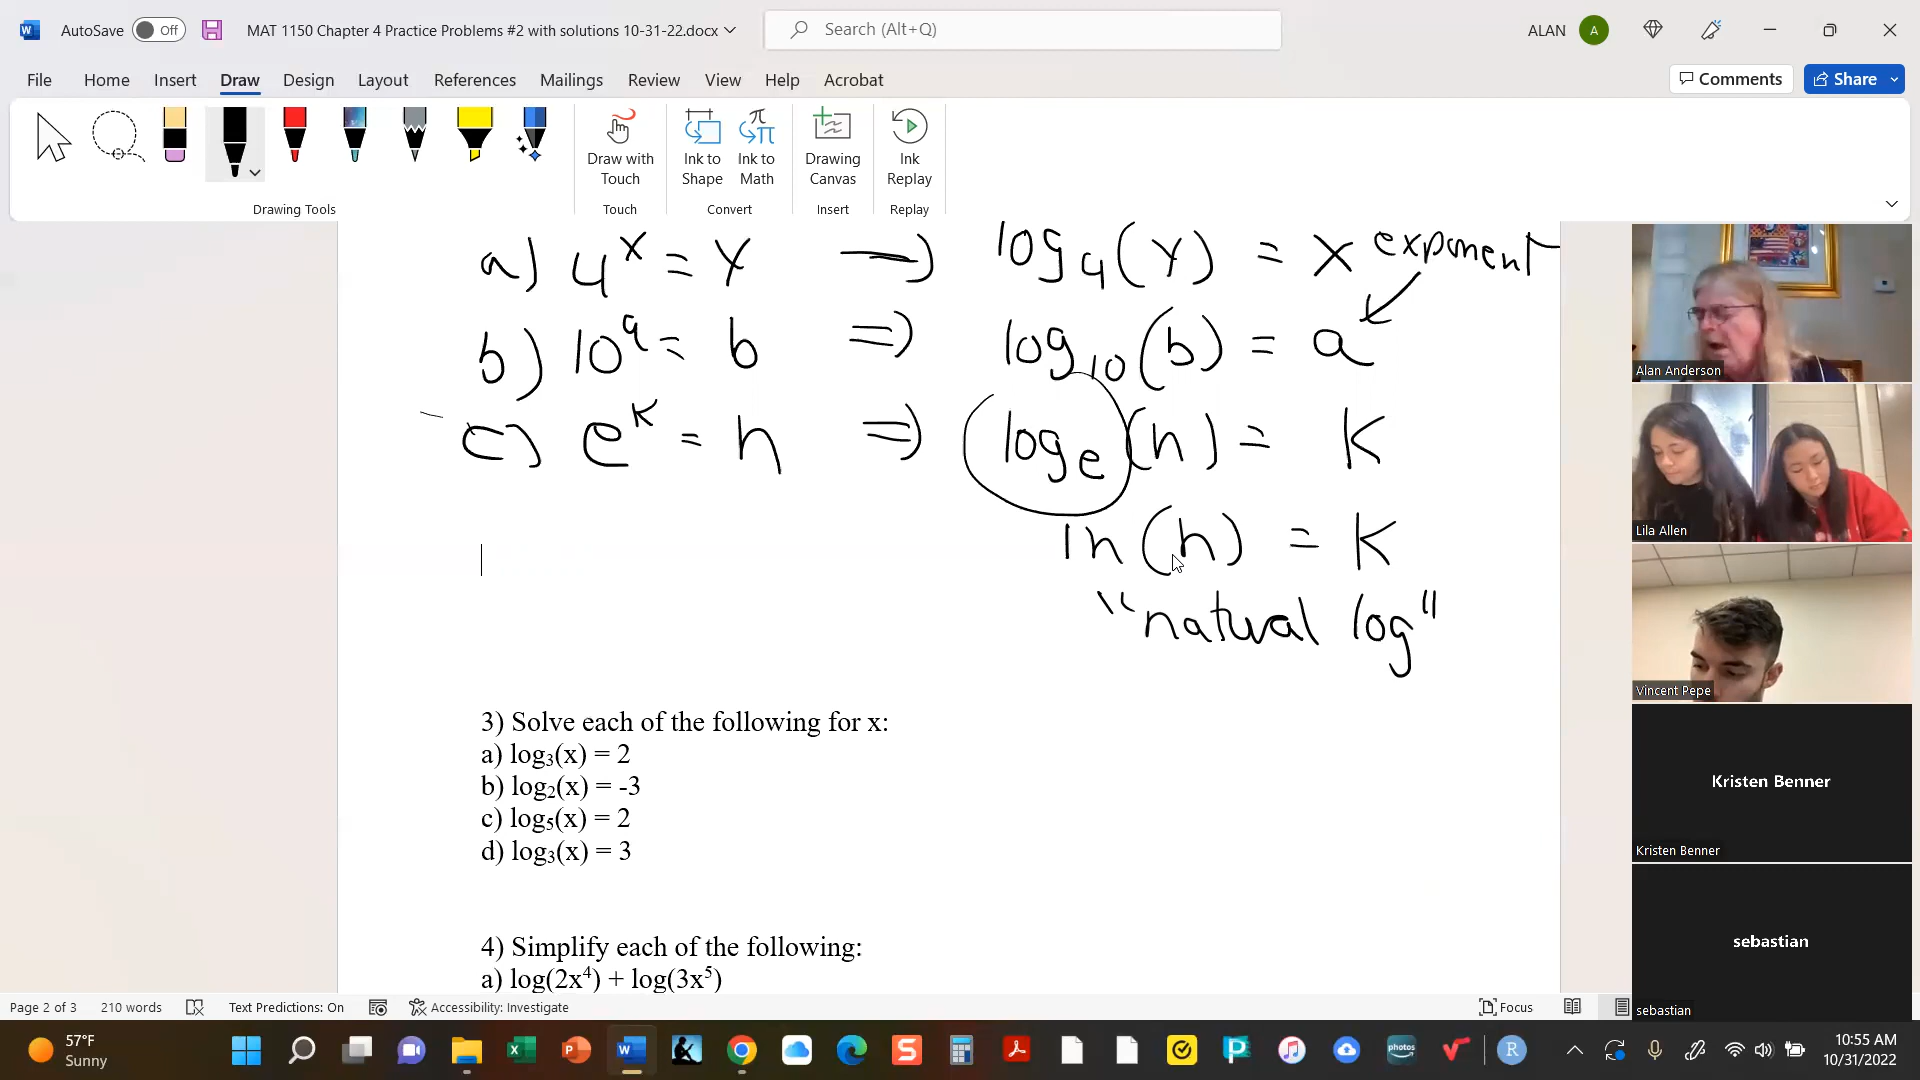 AutoSave Off MAT 1150 Chapter 4 Practice Problems #2 with solutions 10-31-22.docx Search (Alt+Q) ALAN A
File Home Insert Draw Design Layout References Mailings Review View Help Acrobat Comments Share
Draw with Touch
Ink to Shape
Ink to Math
Drawing Canvas
Ink Replay
Drawing Tools Touch Convert Insert Replay
a) 4^x = y → log₄(y) = x exponent
b) 10^a = b ⇒ log₁₀(b) = a
c) e^k = h ⇒ logₑ(h) = k
ln(h) = k
"natural log"
3) Solve each of the following for x:
a) log₃(x) = 2
b) log₂(x) = -3
c) log₅(x) = 2
d) log₃(x) = 3
4) Simplify each of the following:
a) log(2x⁴) + log(3x⁵)
Alan Anderson
Lila Allen
Vincent Pepe
Kristen Benner
Kristen Benner
sebastian
sebastian
Page 2 of 3 210 words Text Predictions: On Accessibility: Investigate Focus
57°F
Sunny
photos
10:55 AM
10/31/2022